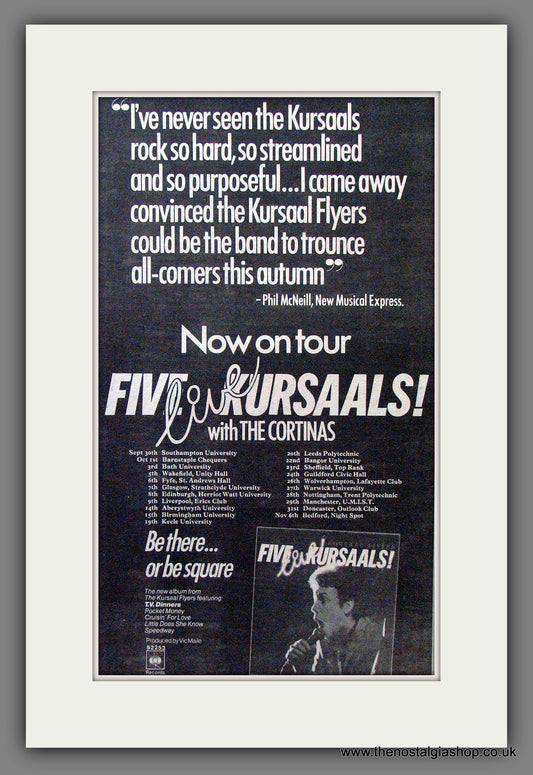 “I've never seen the Kursaals
rock so hard, so streamlined
and so purposeful...I came away
convinced the Kursaal Flyers
could be the band to trounce
all-comers this autumn”
– Phil McNeill, New Musical Express.
Now on tour
FIVE live KURSAALS!
with THE CORTINAS
Sept 30th Southampton University
Oct 1st Barnstaple Chequers
3rd Bath University
5th Wakefield, Unity Hall
6th Fyfe, St. Andrews Hall
7th Glasgow, Strathclyde University
8th Edinburgh, Herriot Watt University
9th Liverpool, Erics Club
14th Aberystwyth University
15th Birmingham University
19th Keele University
20th Leeds Polytechnic
22nd Bangor University
23rd Sheffield, Top Rank
24th Guildford Civic Hall
26th Wolverhampton, Lafayette Club
27th Warwick University
28th Nottingham, Trent Polytechnic
29th Manchester, U.M.I.S.T.
31st Doncaster, Outlook Club
Nov 6th Bedford, Night Spot
Be there...
or be square
The new album from
The Kursaal Flyers featuring:
T.V. Dinners
Pocket Money
Cruisin' For Love
Little Does She Know
Speedway
Produced by Vic Maile
82253
CBS
Records
FIVE live KURSAALS!
www.thenostalgiashop.co.uk